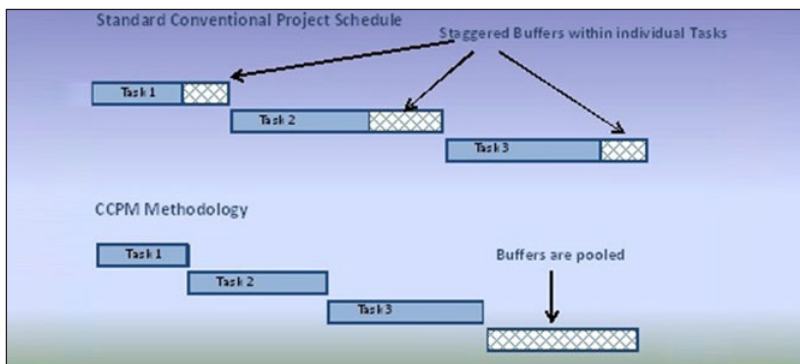 Standard Conventional Project Schedule
Staggered Buffers within individual Tasks
Task 1
Task 2
Task 3
CCPM Methodology
Task 1
Buffers are pooled
Task 2
Task 3